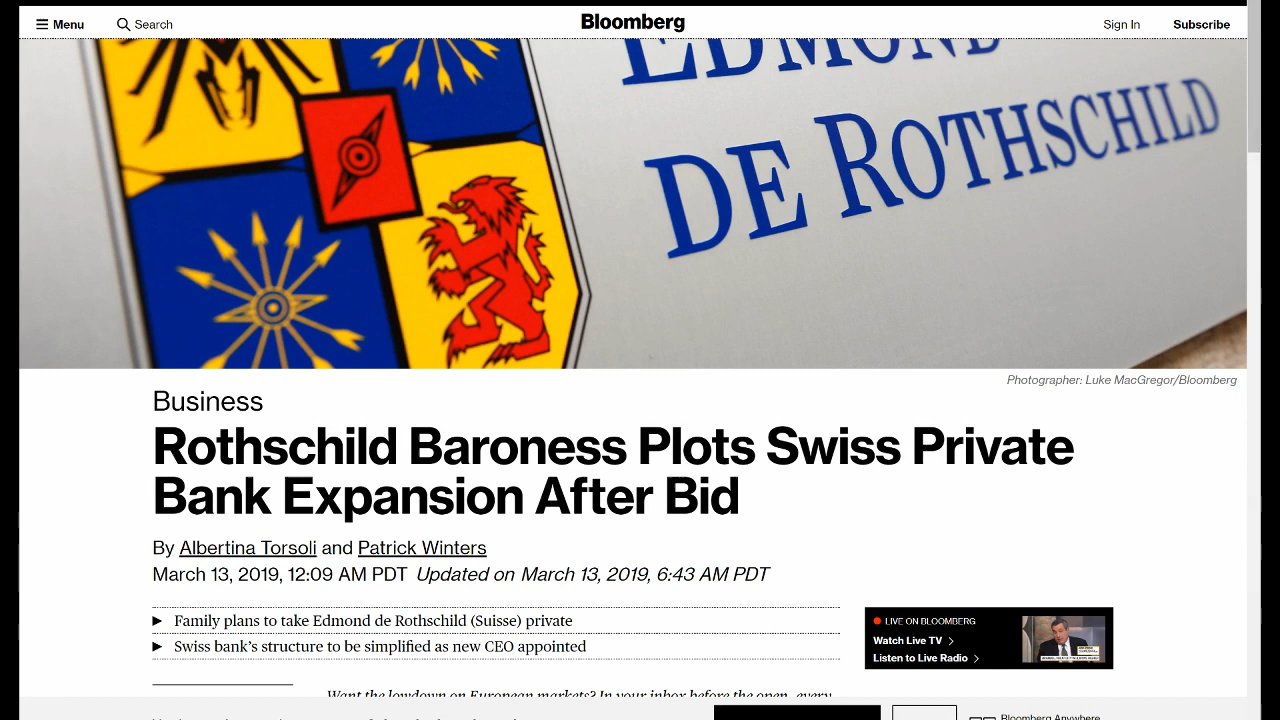 Menu
Search
Bloomberg
Sign In
Subscribe
EDMOND
DE ROTHSCHILD
Photographer: Luke MacGregor/Bloomberg
Business
Rothschild Baroness Plots Swiss Private
Bank Expansion After Bid
By Albertina Torsoli and Patrick Winters
March 13, 2019, 12:09 AM PDT Updated on March 13, 2019, 6:43 AM PDT
▶ Family plans to take Edmond de Rothschild (Suisse) private
▶ Swiss bank's structure to be simplified as new CEO appointed
LIVE ON BLOOMBERG
Watch Live TV >
Listen to Live Radio >
Want the lowdown on European markets? In your inbox before the open, every
Bloomberg Anywhere